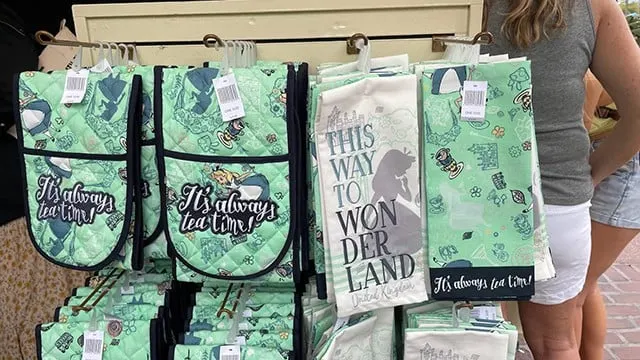 It's always
tea time!
It's always
tea time!
THIS
WAY
TO
WON
DER
LAND
United Kingdom
It's always tea time!